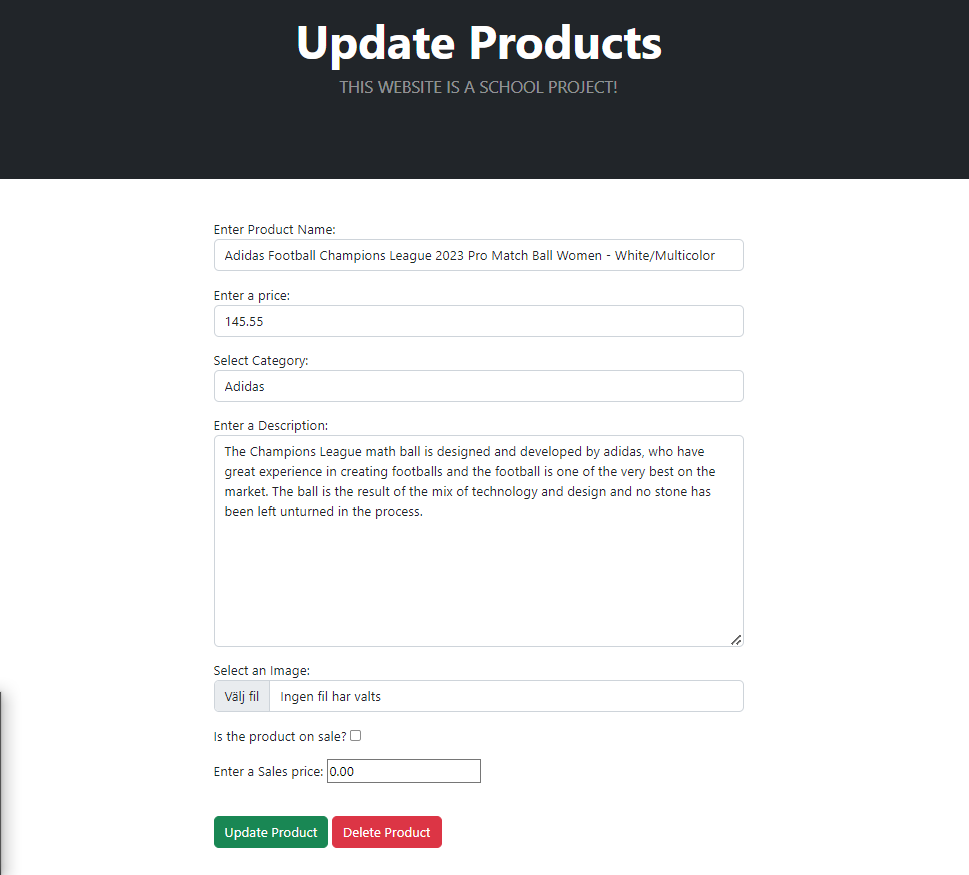 Update Products
THIS WEBSITE IS A SCHOOL PROJECT!
Enter Product Name:
Adidas Football Champions League 2023 Pro Match Ball Women - White/Multicolor
Enter a price:
145.55
Select Category:
Adidas
Enter a Description:
The Champions League math ball is designed and developed by adidas, who have
great experience in creating footballs and the football is one of the very best on the
market. The ball is the result of the mix of technology and design and no stone has
been left unturned in the process.
Select an Image:
Välj fil Ingen fil har valts
Is the product on sale?
Enter a Sales price: 0.00
Update Product Delete Product